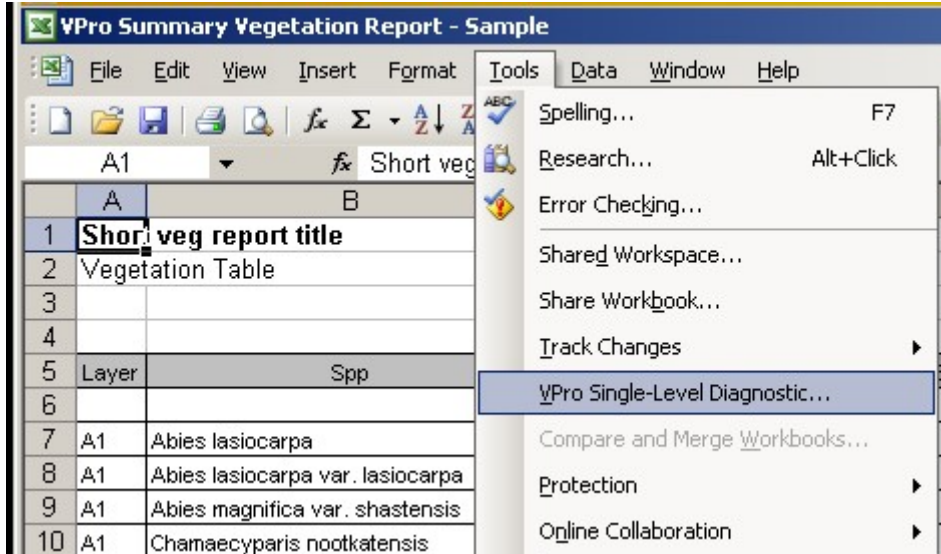 VPro Summary Vegetation Report - Sample
File Edit View Insert Format Tools Data Window Help
Spelling... F7
A1 fx Short veg
Research... Alt+Click
A B
Error Checking...
1 Short veg report title
2 Vegetation Table
Shared Workspace...
3
Share Workbook...
4
Track Changes
5 Layer Spp
VPro Single-Level Diagnostic...
6
7 A1 Abies lasiocarpa
Compare and Merge Workbooks...
8 A1 Abies lasiocarpa var. lasiocarpa
Protection
9 A1 Abies magnifica var. shastensis
Online Collaboration
10 A1 Chamaecyparis nootkatensis